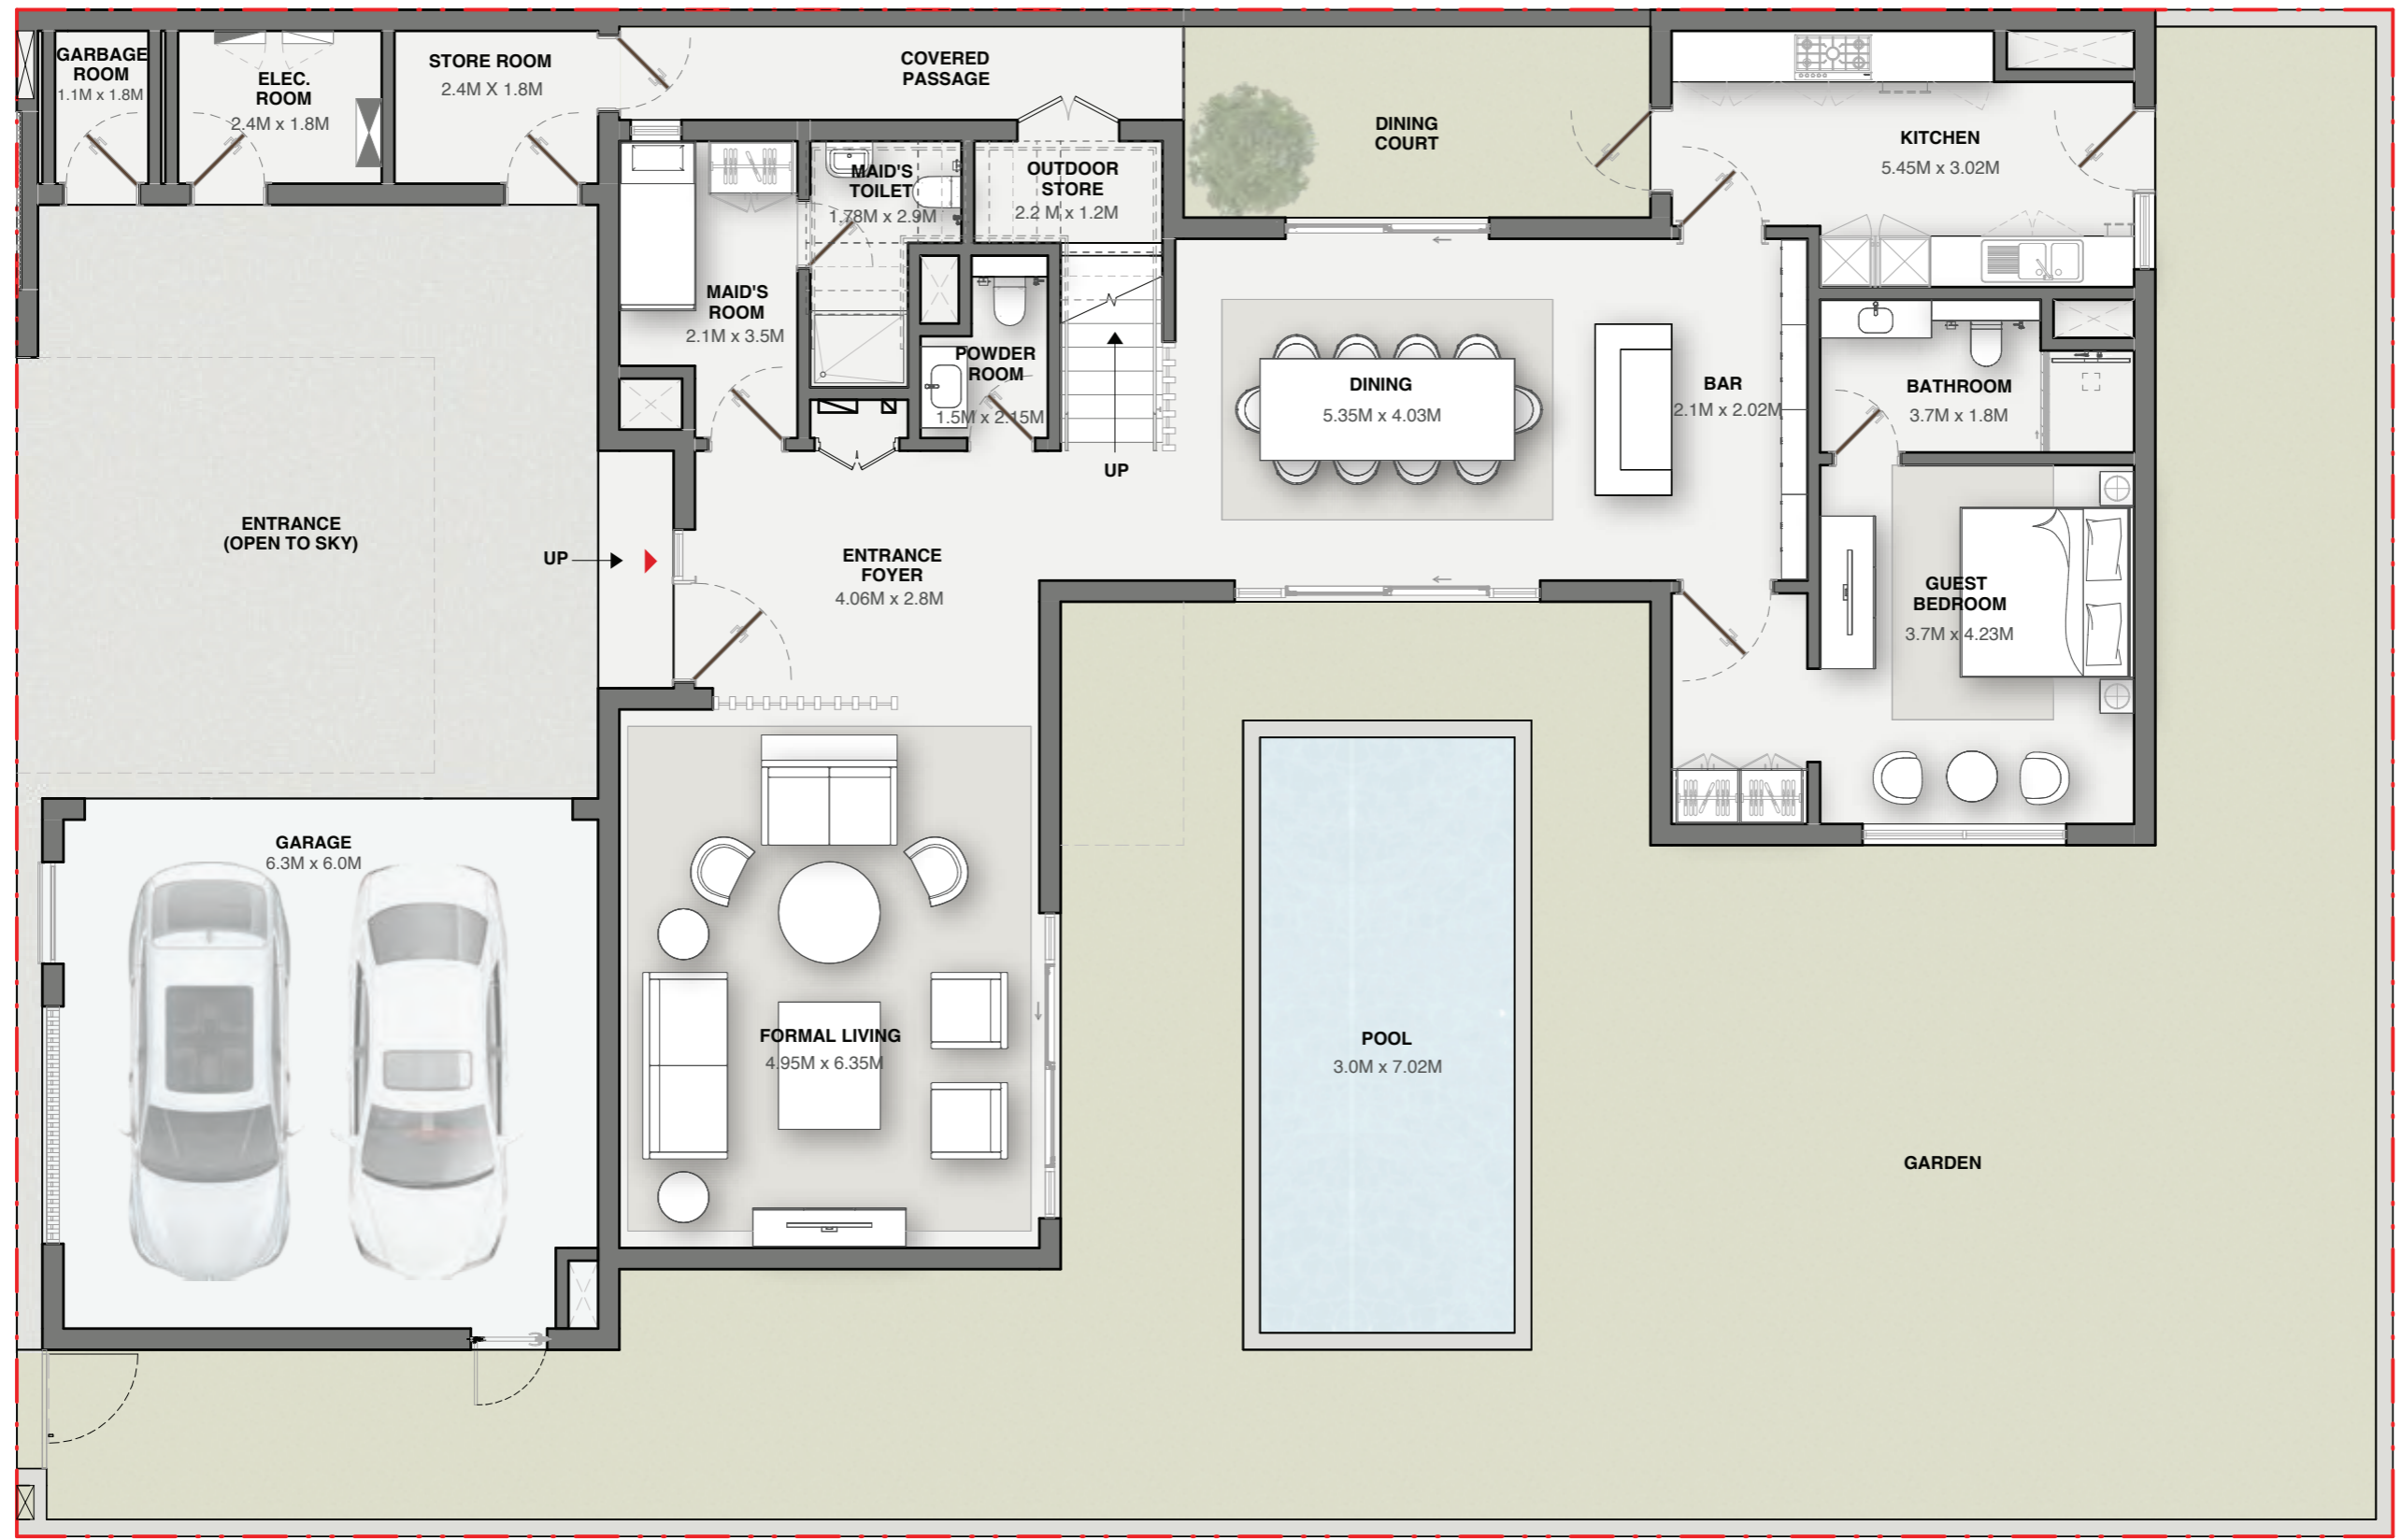 GARBAGE
ROOM
1.1M x 1.8M
ELEC.
ROOM
2.4M x 1.8M
STORE ROOM
2.4M X 1.8M
COVERED
PASSAGE
DINING
COURT
KITCHEN
5.45M x 3.02M
MAID'S
TOILET
1.78M x 2.9M
OUTDOOR
STORE
2.2 M x 1.2M
MAID'S
ROOM
2.1M x 3.5M
POWDER
ROOM
1.5M x 2.15M
UP
DINING
5.35M x 4.03M
BAR
2.1M x 2.02M
BATHROOM
3.7M x 1.8M
ENTRANCE
(OPEN TO SKY)
UP
ENTRANCE
FOYER
4.06M x 2.8M
GUEST
BEDROOM
3.7M x 4.23M
GARAGE
6.3M x 6.0M
FORMAL LIVING
4.95M x 6.35M
POOL
3.0M x 7.02M
GARDEN